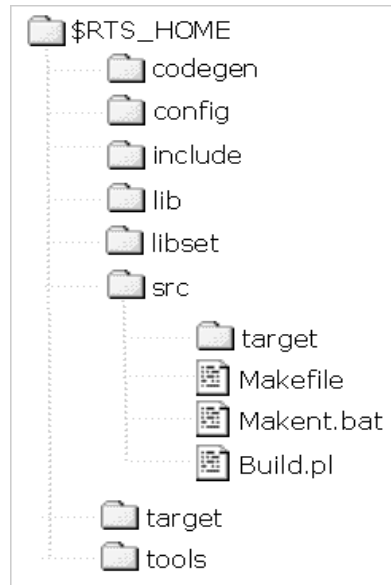 $RTS_HOME
codegen
config
include
lib
libset
src
target
Makefile
Makent.bat
Build.pl
target
tools